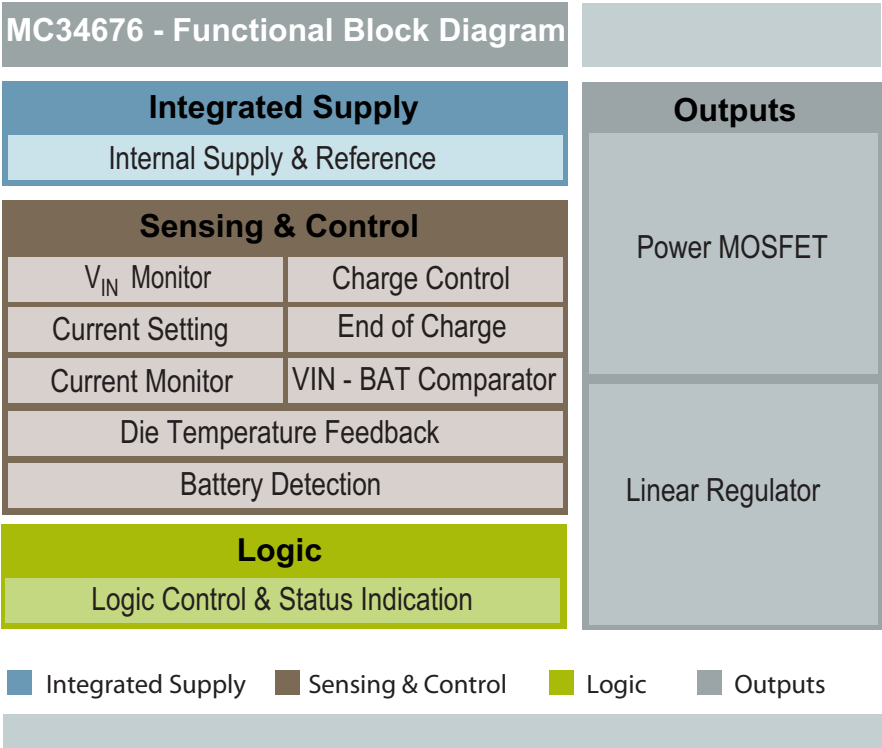 MC34676 - Functional Block Diagram
Integrated Supply
Internal Supply & Reference
Sensing & Control
VIN Monitor
Charge Control
Current Setting
End of Charge
Current Monitor
VIN - BAT Comparator
Die Temperature Feedback
Battery Detection
Logic
Logic Control & Status Indication
Outputs
Power MOSFET
Linear Regulator
Integrated Supply
Sensing & Control
Logic
Outputs